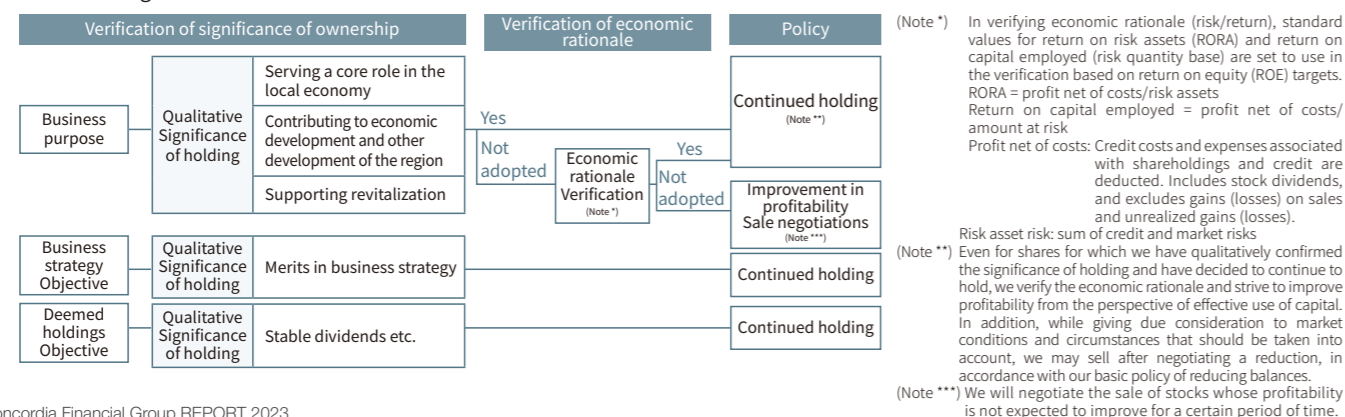 Verification of significance of ownership
Verification of economic
rationale
Policy
Business
purpose
Qualitative
Significance
of holding
Serving a core role in the
local economy
Contributing to economic
development and other
development of the region
Supporting revitalization
Yes
Not
adopted
Economic
rationale
Verification
(Note *)
Yes
Not
adopted
Continued holding
(Note **)
Improvement in
profitability
Sale negotiations
(Note ***)
Business
strategy
Objective
Qualitative
Significance
of holding
Merits in business strategy
Continued holding
Deemed
holdings
Objective
Qualitative
Significance
of holding
Stable dividends etc.
Continued holding
(Note *) In verifying economic rationale (risk/return), standard
values for return on risk assets (RORA) and return on
capital employed (risk quantity base) are set to use in
the verification based on return on equity (ROE) targets.
RORA = profit net of costs/risk assets
Return on capital employed = profit net of costs/
amount at risk
Profit net of costs: Credit costs and expenses associated
with shareholdings and credit are
deducted. Includes stock dividends,
and excludes gains (losses) on sales
and unrealized gains (losses).
Risk asset risk: sum of credit and market risks
(Note **) Even for shares for which we have qualitatively confirmed
the significance of holding and have decided to continue to
hold, we verify the economic rationale and strive to improve
profitability from the perspective of effective use of capital.
In addition, while giving due consideration to market
conditions and circumstances that should be taken into
account, we may sell after negotiating a reduction, in
accordance with our basic policy of reducing balances.
(Note ***) We will negotiate the sale of stocks whose profitability
is not expected to improve for a certain period of time.
oncordia Financial Group REPORT 2023